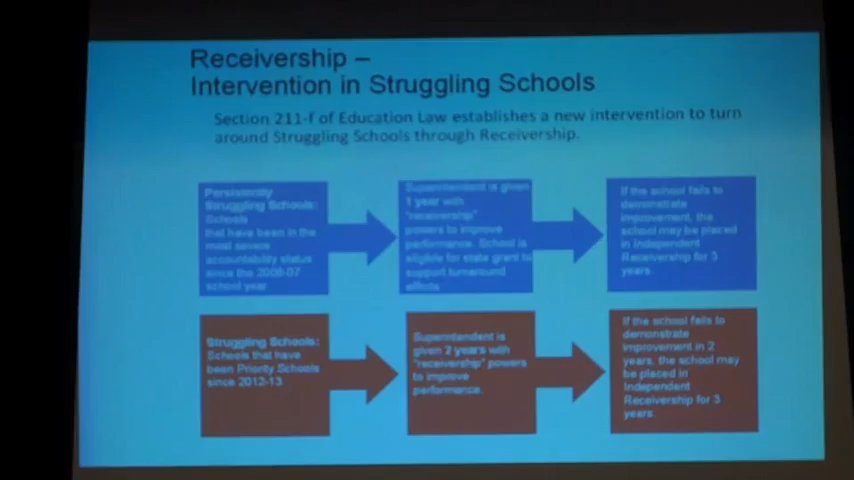 Receivership –
Intervention in Struggling Schools
Section 211-f of Education Law establishes a new intervention to turn
around Struggling Schools through Receivership.
Persistently
Struggling Schools:
Schools
that have been in the
most severe
accountability status
since the 2006-07
school year
Superintendent is given
1 year with
"receivership"
powers to improve
performance. School is
eligible for state grant to
support turnaround
efforts.
If the school fails to
demonstrate
improvement, the
school may be placed
in Independent
Receivership for 3
years.
Struggling Schools:
Schools that have
been Priority Schools
since 2012-13.
Superintendent is
given 2 years with
"receivership" powers
to improve
performance.
If the school fails to
demonstrate
improvement in 2
years, the school may
be placed in
Independent
Receivership for 3
years.